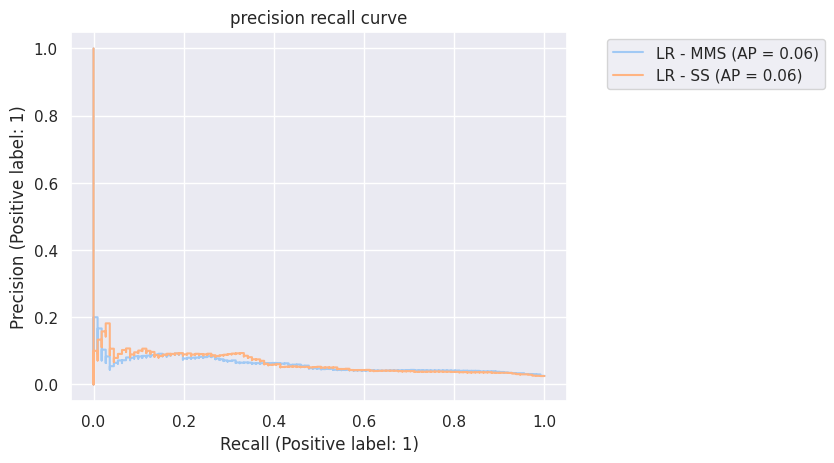 precision recall curve
LR - MMS (AP = 0.06)
LR - SS (AP = 0.06)
1.0
0.8
0.6
0.4
0.2
0.0
Precision (Positive label: 1)
0.0 0.2 0.4 0.6 0.8 1.0
Recall (Positive label: 1)